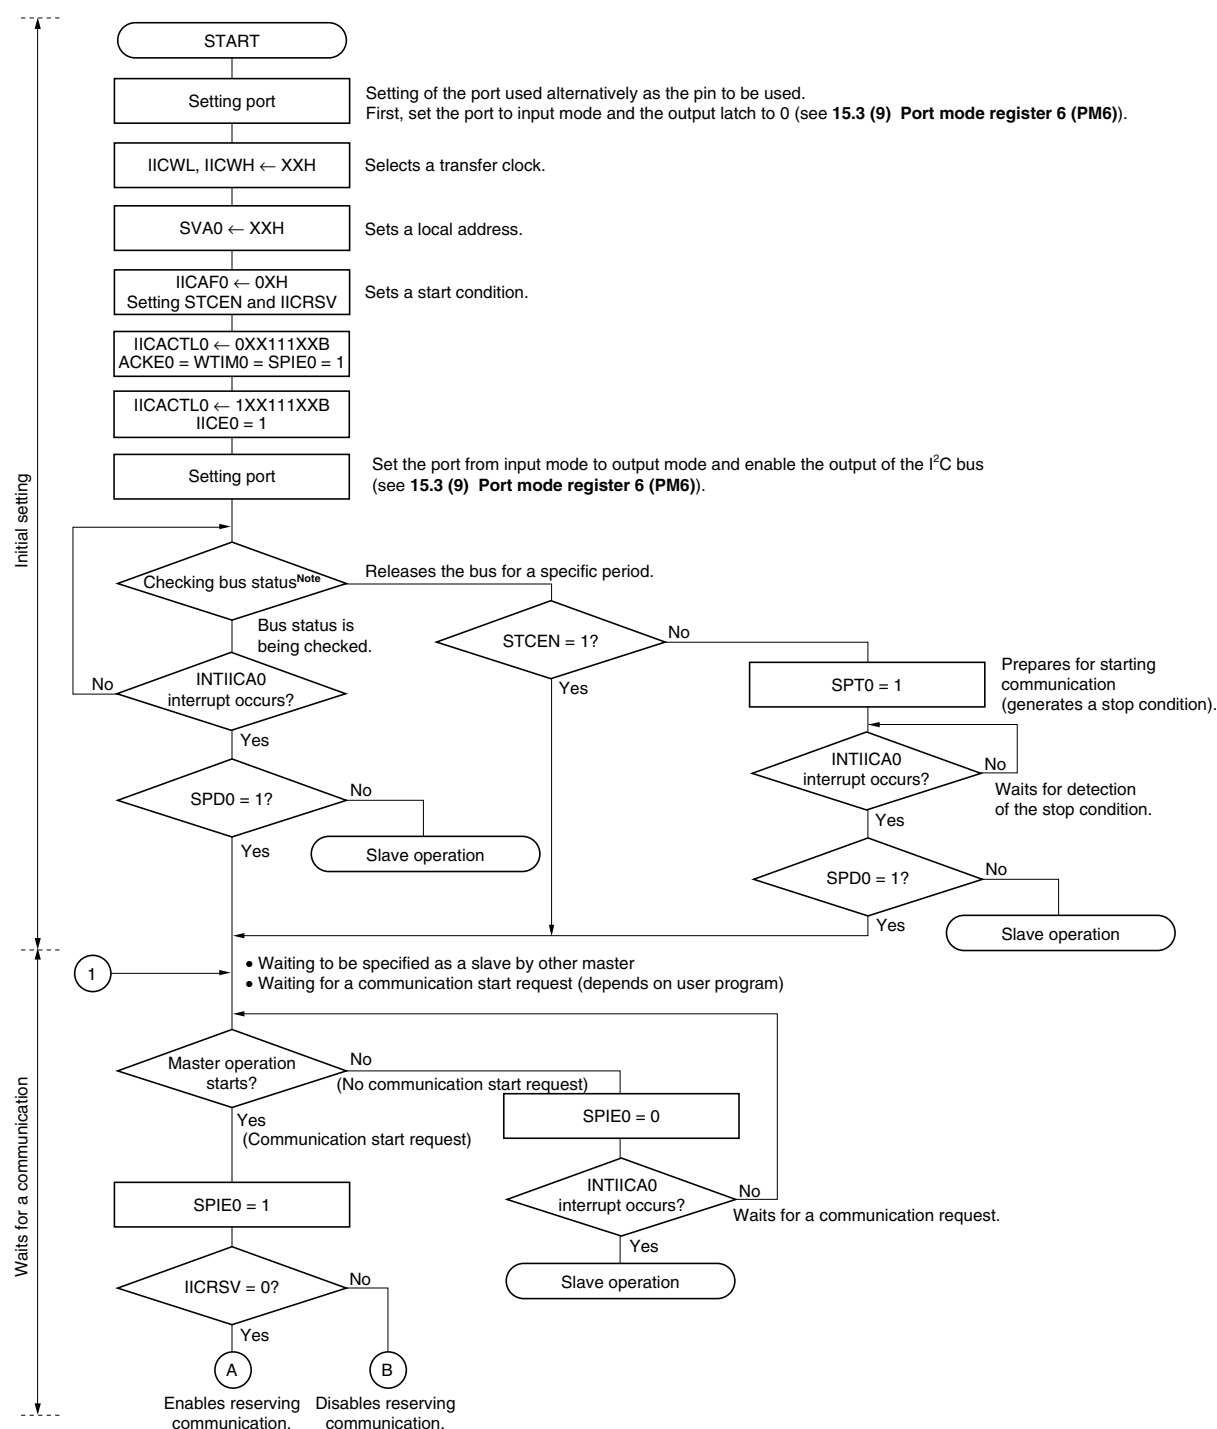 START
Setting port
Setting of the port used alternatively as the pin to be used.
First, set the port to input mode and the output latch to 0 (see 15.3 (9) Port mode register 6 (PM6)).
IICWL, IICWH ← XXH
Selects a transfer clock.
SVA0 ← XXH
Sets a local address.
IICAF0 ← 0XH
Setting STCEN and IICRSV
Sets a start condition.
IICACTL0 ← 0XX111XXB
ACKE0 = WTIM0 = SPIE0 = 1
IICACTL0 ← 1XX111XXB
IICE0 = 1
Setting port
Set the port from input mode to output mode and enable the output of the I²C bus
(see 15.3 (9) Port mode register 6 (PM6)).
Initial setting
Checking bus status^Note
Releases the bus for a specific period.
Bus status is
being checked.
STCEN = 1?
No
Yes
INTIICA0
interrupt occurs?
No
Yes
SPT0 = 1
Prepares for starting
communication
(generates a stop condition).
INTIICA0
interrupt occurs?
No
Waits for detection
of the stop condition.
Yes
SPD0 = 1?
No
Yes
Slave operation
SPD0 = 1?
No
Yes
Slave operation
1
• Waiting to be specified as a slave by other master
• Waiting for a communication start request (depends on user program)
Waits for a communication
Master operation
starts?
No
(No communication start request)
Yes
(Communication start request)
SPIE0 = 0
INTIICA0
interrupt occurs?
No
Waits for a communication request.
Yes
Slave operation
SPIE0 = 1
IICRSV = 0?
No
Yes
A
B
Enables reserving
communication.
Disables reserving
communication.